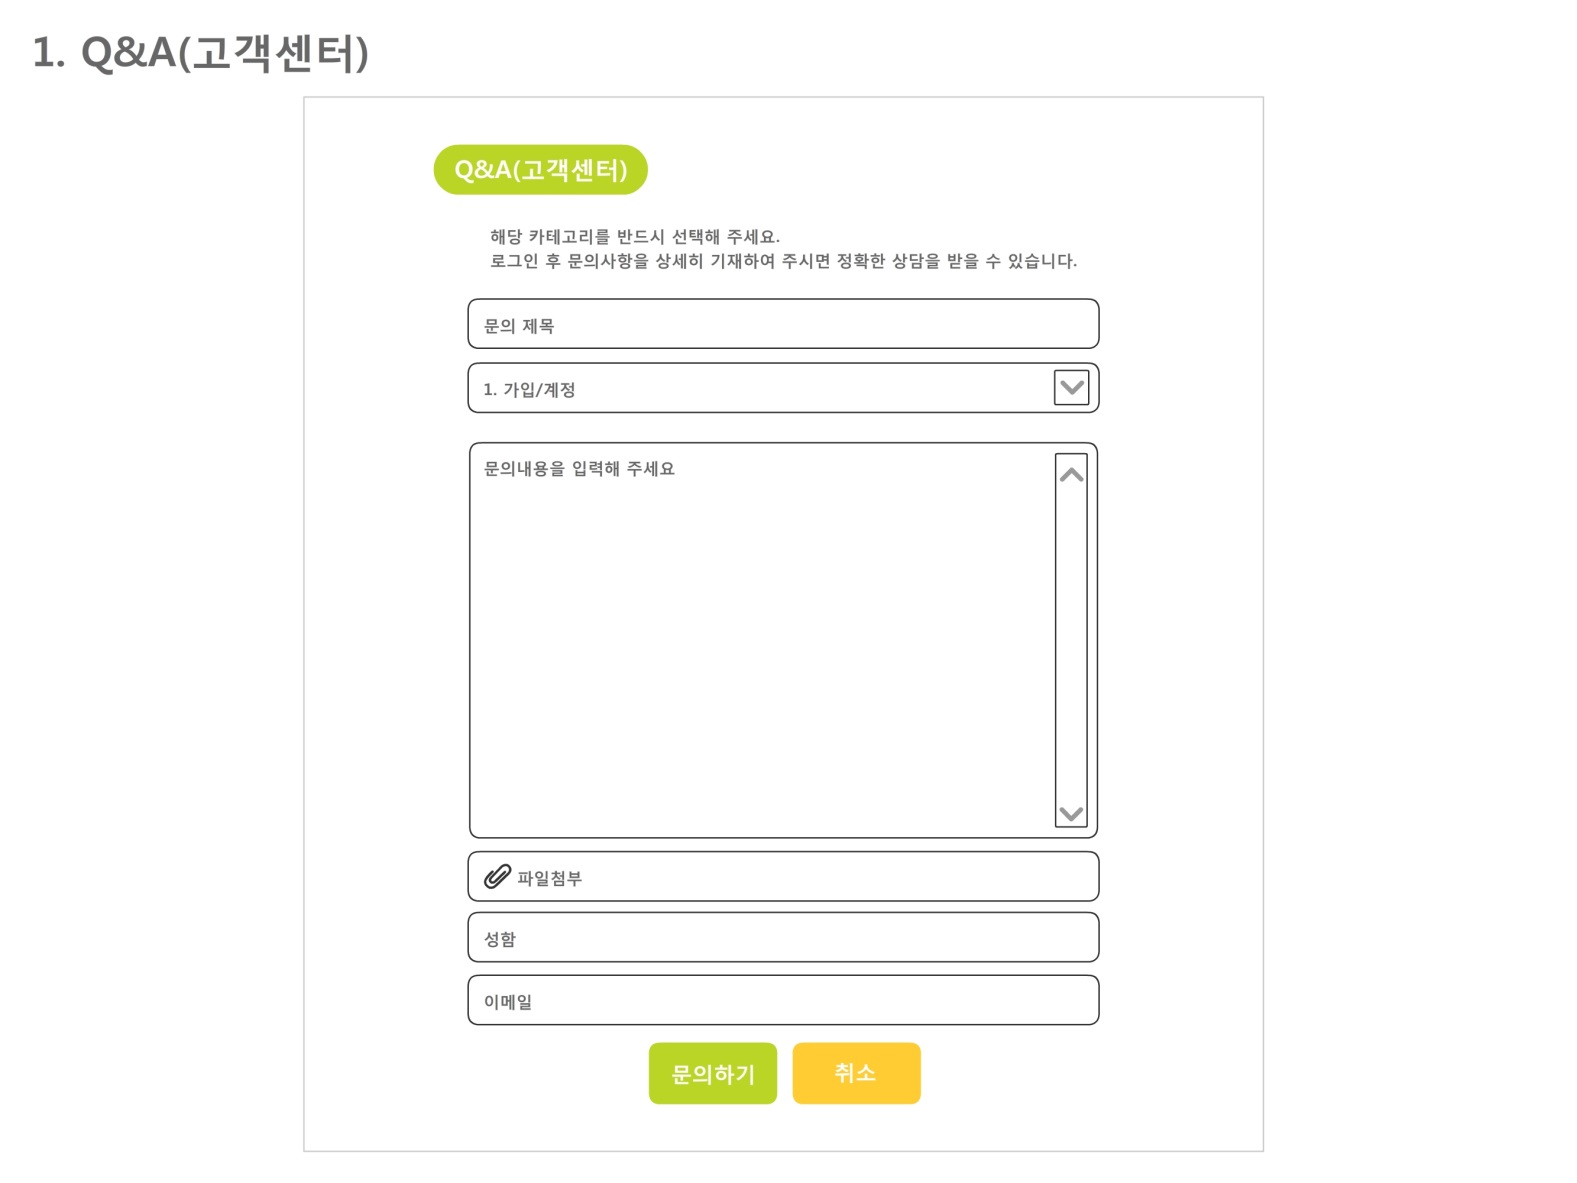 1. Q&A(고객센터)
Q&A(고객센터)
해당 카테고리를 반드시 선택해 주세요.
로그인 후 문의사항을 상세히 기재하여 주시면 정확한 상담을 받을 수 있습니다.
문의 제목
1. 가입/계정
문의내용을 입력해 주세요
파일첨부
성함
이메일
문의하기 취소